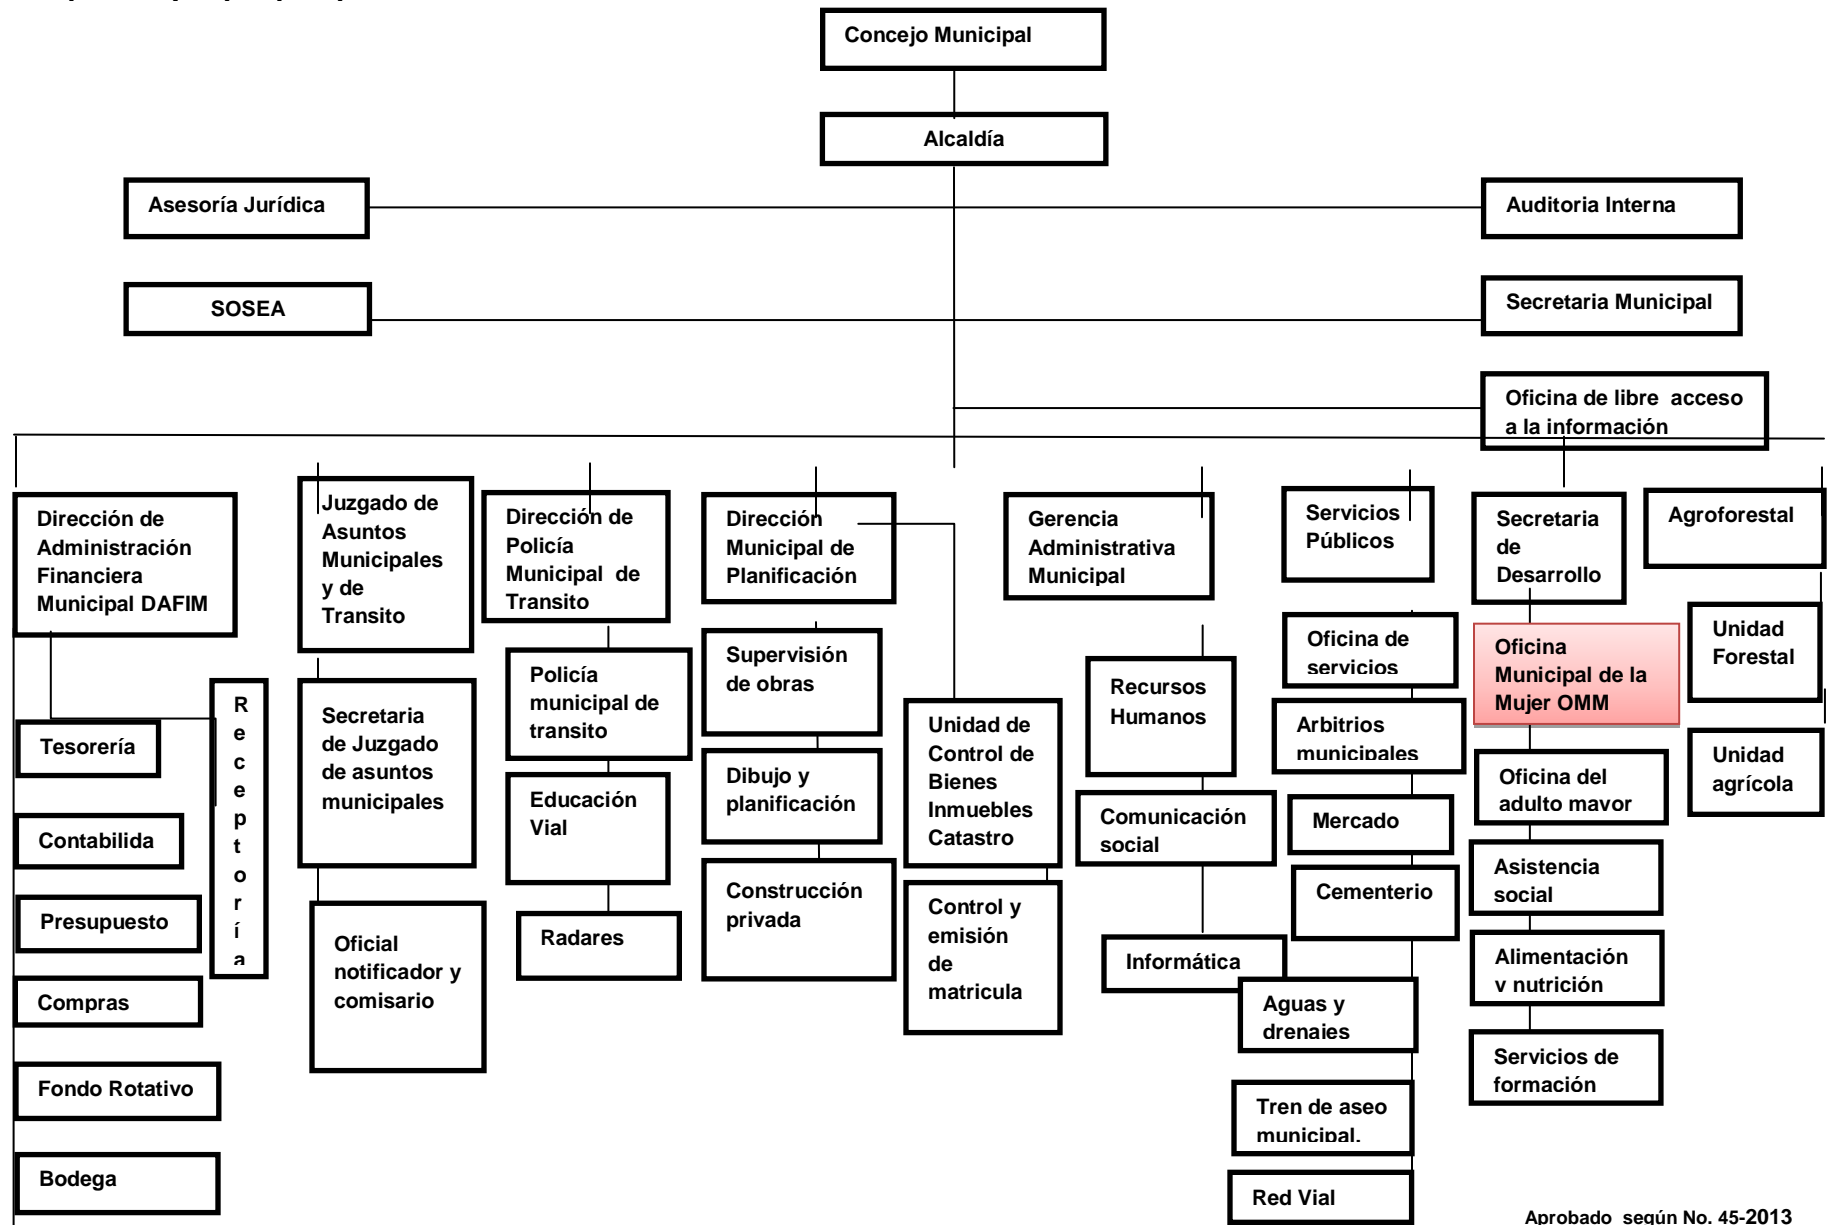 Concejo Municipal
Alcaldía
Asesoría Jurídica
Auditoria Interna
SOSEA
Secretaria Municipal
Oficina de libre acceso
a la información
Dirección de
Administración
Financiera
Municipal DAFIM
Juzgado de
Asuntos
Municipales
y de
Transito
Dirección de
Policía
Municipal de
Transito
Dirección
Municipal de
Planificación
Gerencia
Administrativa
Municipal
Servicios
Públicos
Secretaria
de
Desarrollo
Agroforestal
Tesorería
Contabilida
Presupuesto
Compras
Fondo Rotativo
Bodega
R
e
c
e
p
t
o
r
í
a
Secretaria
de Juzgado
de asuntos
municipales
Oficial
notificador y
comisario
Policía
municipal de
transito
Educación
Vial
Radares
Supervisión
de obras
Dibujo y
planificación
Construcción
privada
Unidad de
Control de
Bienes
Inmuebles
Catastro
Control y
emisión
de
matricula
Recursos
Humanos
Comunicación
social
Informática
Oficina de
servicios
Arbitrios
municipales
Mercado
Cementerio
Aguas y
drenajes
Tren de aseo
municipal.
Red Vial
Oficina
Municipal de la
Mujer OMM
Oficina del
adulto mayor
Asistencia
social
Alimentación
y nutrición
Servicios de
formación
Unidad
Forestal
Unidad
agrícola
Aprobado según No. 45-2013